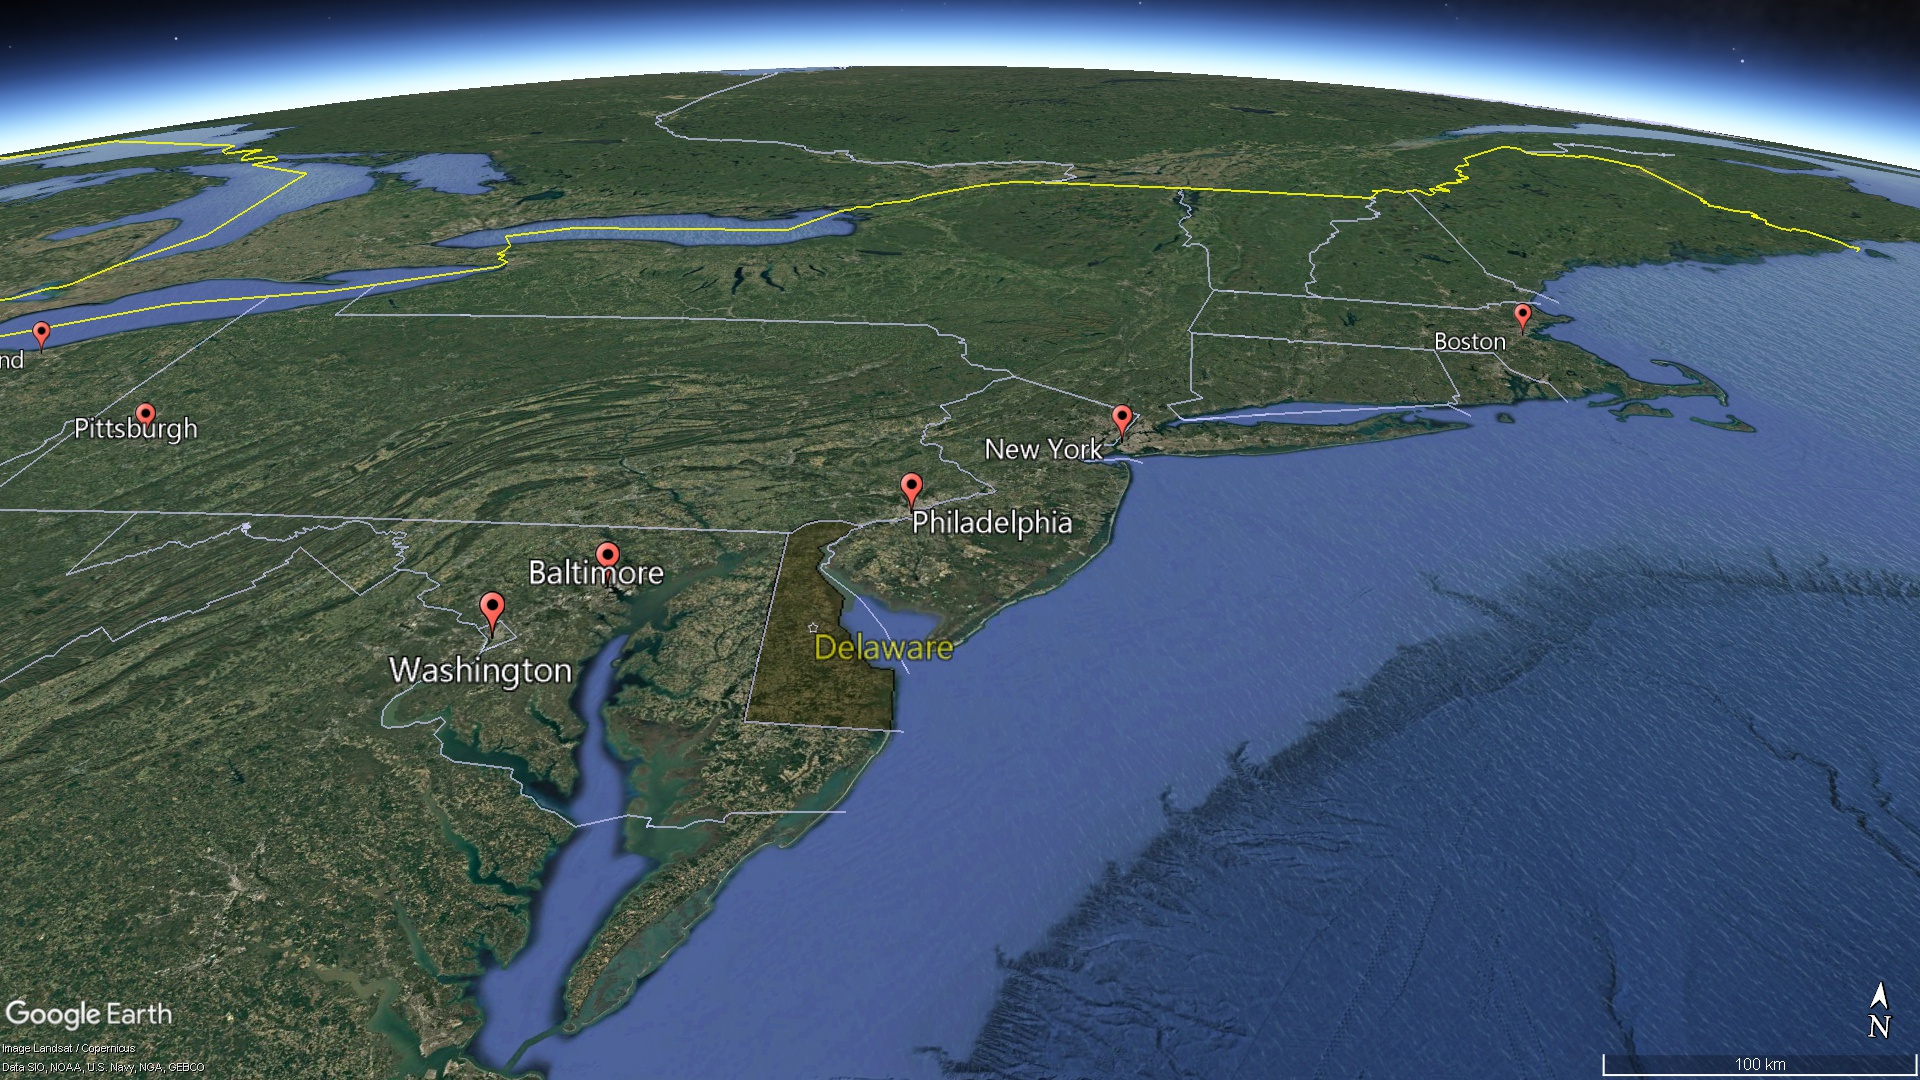 Boston
nd
Pittsburgh
New York
Philadelphia
Baltimore
Delaware
Washington
Google Earth
N
Image Landsat / Copernicus
Data SIO, NOAA, U.S. Navy, NGA, GEBCO
100 km